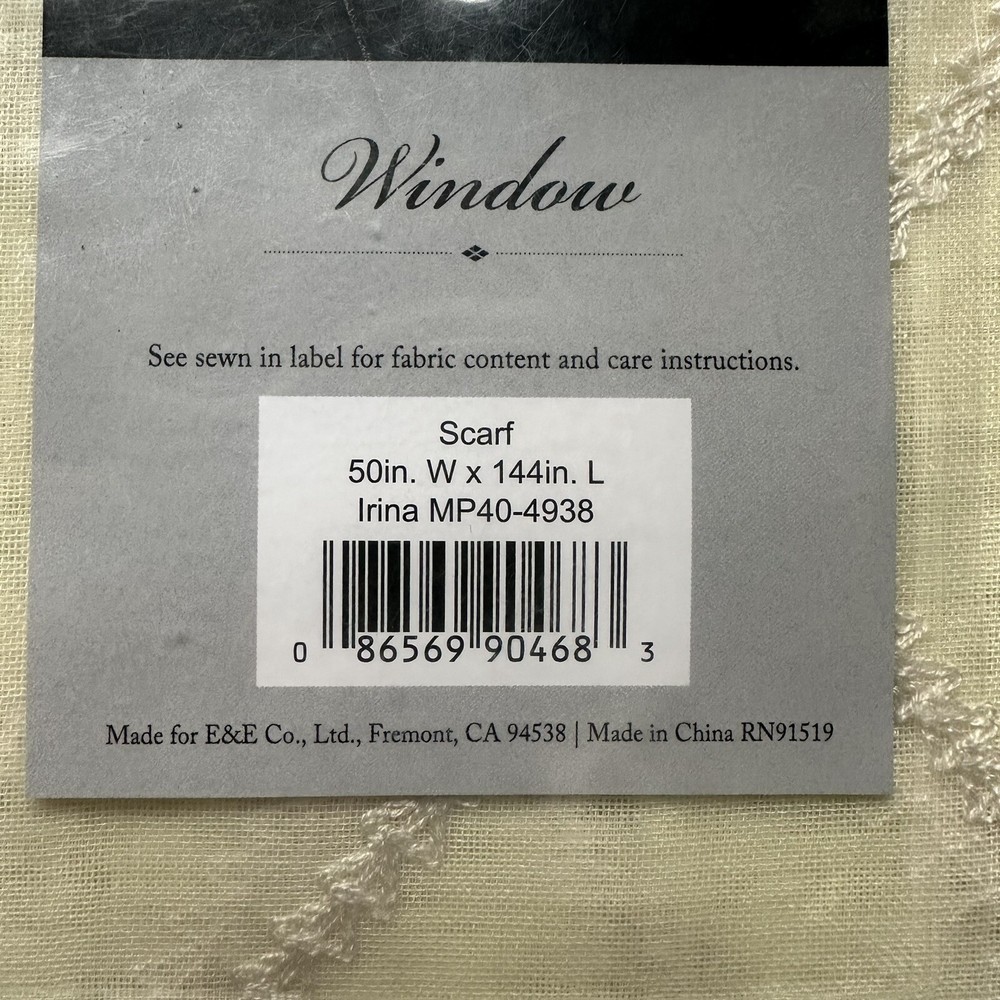 Window
See sewn in label for fabric content and care instructions.
Scarf
50in. W x 144in. L
Irina MP40-4938
0 86569 90468 3
Made for E&E Co., Ltd., Fremont, CA 94538 | Made in China RN91519